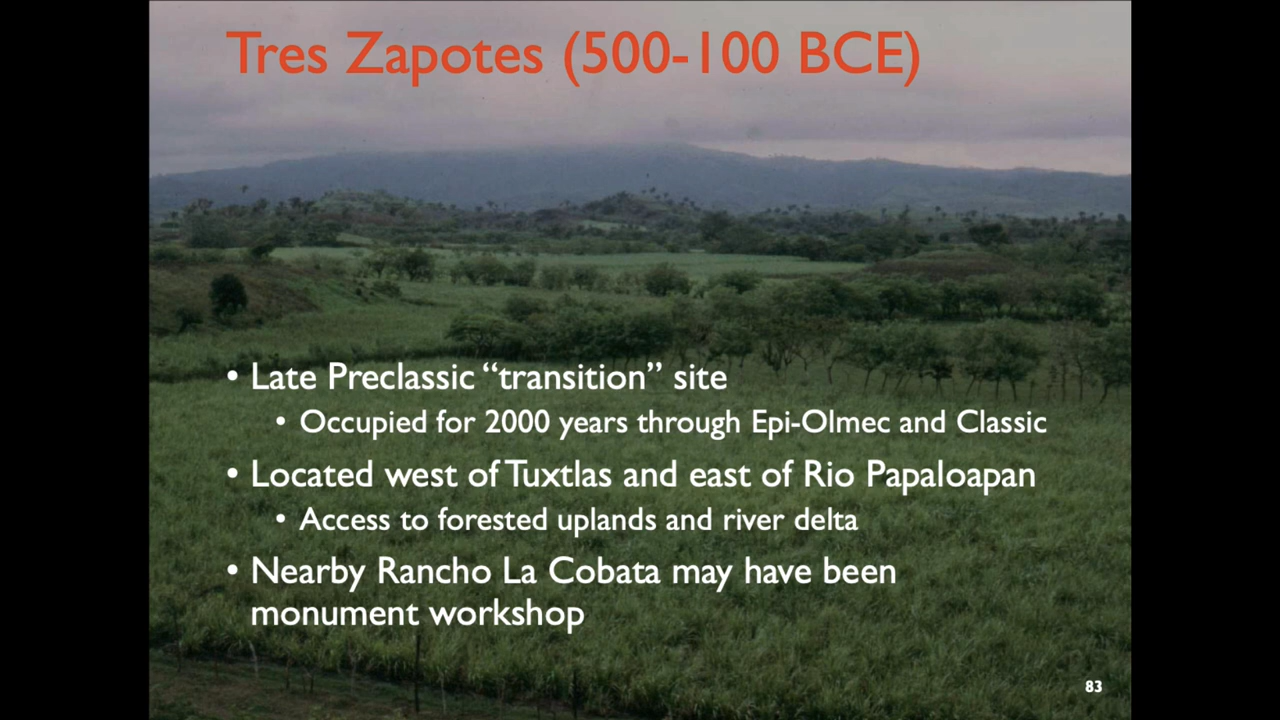 Tres Zapotes (500-100 BCE)
• Late Preclassic “transition” site
• Occupied for 2000 years through Epi-Olmec and Classic
• Located west of Tuxtlas and east of Rio Papaloapan
• Access to forested uplands and river delta
• Nearby Rancho La Cobata may have been
monument workshop
83